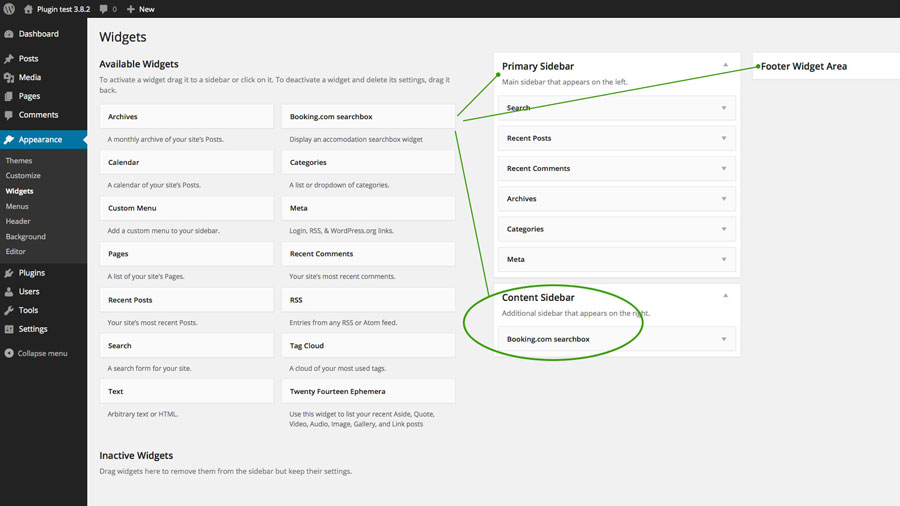 Plugin test 3.8.2 0 New
Dashboard
Posts
Media
Pages
Comments
Appearance
Themes
Customize
Widgets
Menus
Header
Background
Editor
Plugins
Users
Tools
Settings
Collapse menu
Widgets
Available Widgets
To activate a widget drag it to a sidebar or click on it. To deactivate a widget and delete its settings, drag it
back.
Archives
A monthly archive of your site's Posts.
Booking.com searchbox
Display an accomodation searchbox widget
Calendar
A calendar of your site's Posts.
Categories
A list or dropdown of categories.
Custom Menu
Add a custom menu to your sidebar.
Meta
Login, RSS, & WordPress.org links.
Pages
A list of your site's Pages.
Recent Comments
Your site's most recent comments.
Recent Posts
Your site's most recent Posts.
RSS
Entries from any RSS or Atom feed.
Search
A search form for your site.
Tag Cloud
A cloud of your most used tags.
Text
Arbitrary text or HTML.
Twenty Fourteen Ephemera
Use this widget to list your recent Aside, Quote,
Video, Audio, Image, Gallery, and Link posts
Inactive Widgets
Drag widgets here to remove them from the sidebar but keep their settings.
Primary Sidebar
Main sidebar that appears on the left.
Search
Recent Posts
Recent Comments
Archives
Categories
Meta
Content Sidebar
Additional sidebar that appears on the right.
Booking.com searchbox
Footer Widget Area